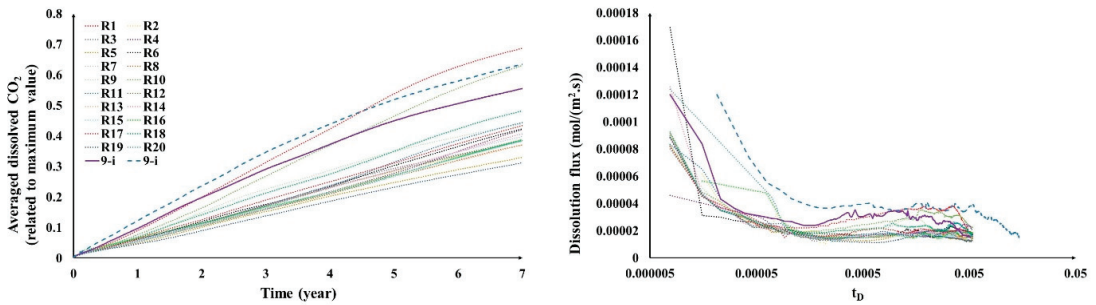 Averaged dissolved CO₂
(related to maximum value)
0.8
0.7
0.6
0.5
0.4
0.3
0.2
0.1
0
R1 R2
R3 R4
R5 R6
R7 R8
R9 R10
R11 R12
R13 R14
R15 R16
R17 R18
R19 R20
9-i 9-i
0 1 2 3 4 5 6 7
Time (year)
Dissolution flux (mol/(m².s))
0.00018
0.00016
0.00014
0.00012
0.0001
0.00008
0.00006
0.00004
0.00002
0
0.000005 0.00005 0.0005 0.005 0.05
t_D